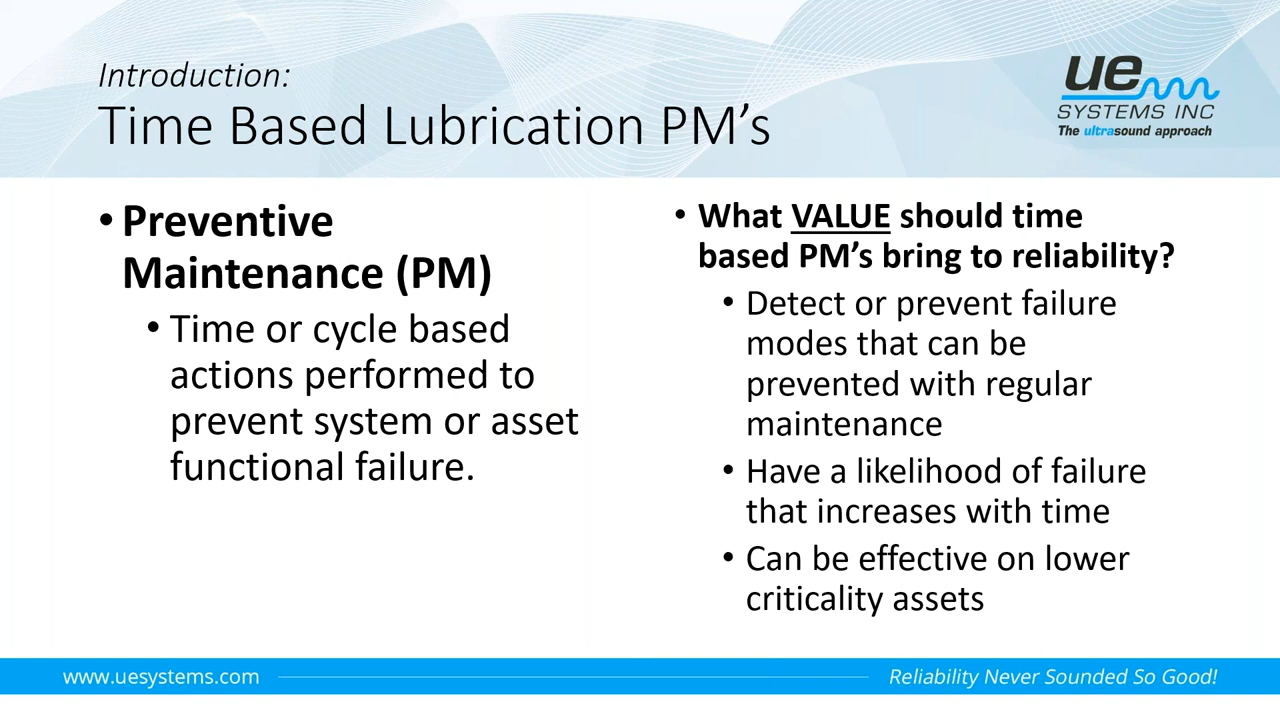 Introduction:
Time Based Lubrication PM’s
ue
SYSTEMS INC
The ultrasound approach
• Preventive
Maintenance (PM)
• Time or cycle based
actions performed to
prevent system or asset
functional failure.
• What VALUE should time
based PM’s bring to reliability?
• Detect or prevent failure
modes that can be
prevented with regular
maintenance
• Have a likelihood of failure
that increases with time
• Can be effective on lower
criticality assets
www.uesystems.com
Reliability Never Sounded So Good!